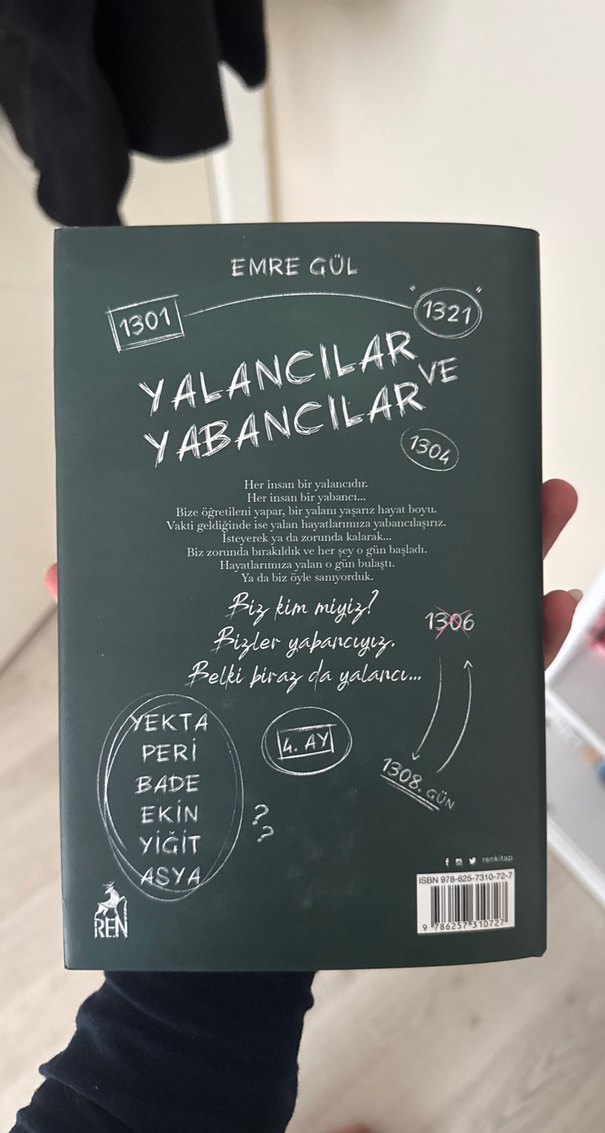 EMRE GÜL
1301
"1321"
YALANCILAR
VE
YABANCILAR
1304
Her insan bir yalancıdır.
Her insan bir yabancı...
Bize öğretileni yapar, bir yalanı yaşarız hayat boyu.
Vakti geldiğinde ise yalan hayatlarımıza yabancılaşırız.
İsteyerek ya da zorunda kalarak...
Biz zorunda bırakıldık ve her şey o gün başladı.
Hayatlarımıza yalan o gün bulaştı.
Ya da biz öyle sanıyorduk.
Biz kim miyiz?
1306
Bizler yabancıyız.
Belki biraz da yalancı...
YEKTA
PERİ
BADE
EKİN
YİĞİT
ASYA
4. AY
??
1308. GÜN
renkitap
ISBN 978-625-7310-72-7
9 786257 310727
REN